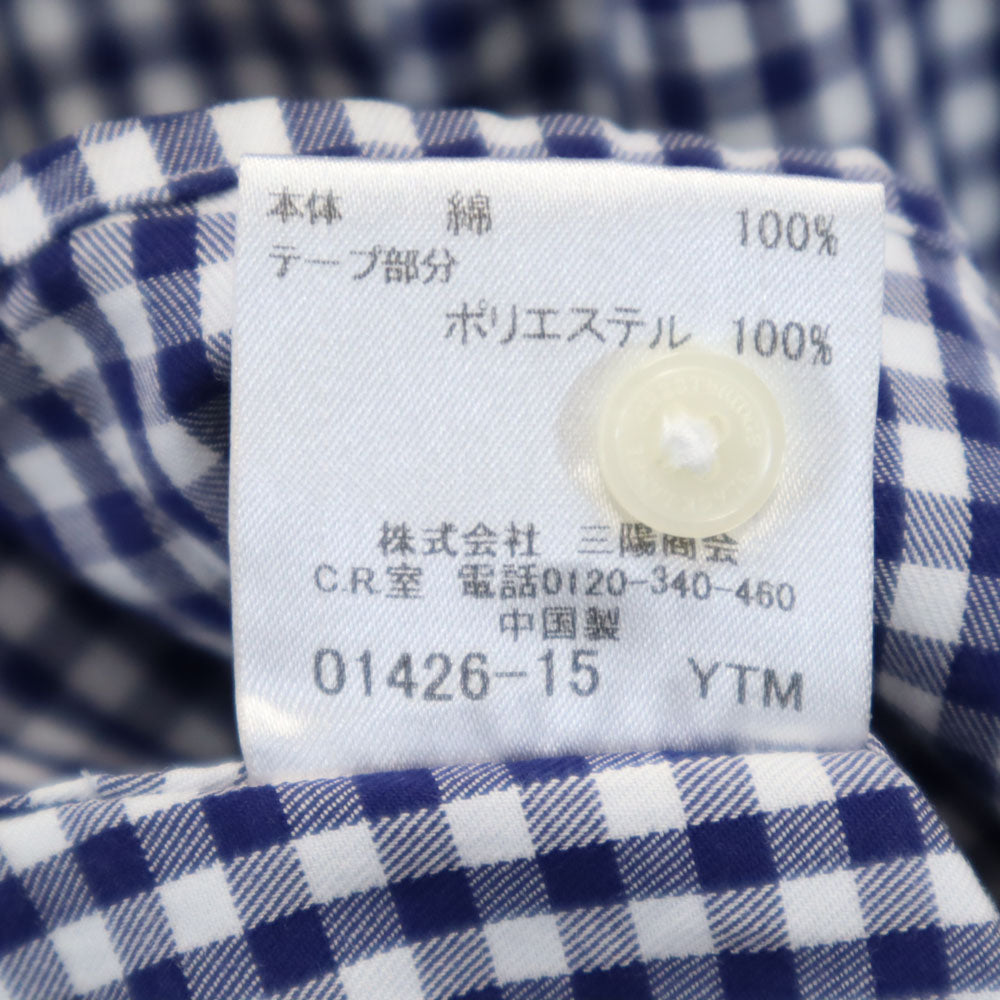 本体 綿 100%
テープ部分
ポリエステル 100%
株式会社 三陽商会
C.R.室 電話0120-340-460
中国製
01426-15 YTM